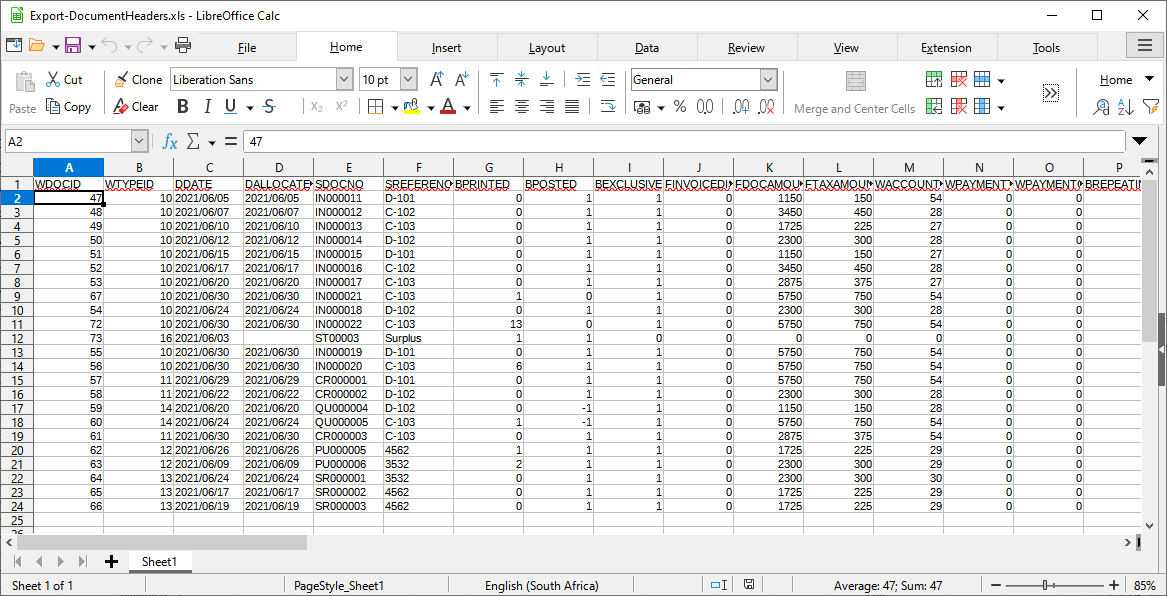 Export-DocumentHeaders.xls - LibreOffice Calc
File Home Insert Layout Data Review View Extension Tools
Cut Clone Liberation Sans 10 pt General Home
Paste Copy Clear B I U S X₂ X² % 0,0 .00 .00 Merge and Center Cells
A2 fx Σ = 47
A B C D E F G H I J K L M N O P
1 WDOCID WTYPEID DDATE DALLOCATE SDOCNO SREFERENC BPRINTED BPOSTED BEXCLUSIVE FINVOICEDI FDOCAMOU FTAXAMOUN WACCOUNT WPAYMENT WPAYMENT BREPEATIN
2 47 10 2021/06/05 2021/06/05 IN000011 D-101 0 1 1 0 1150 150 54 0 0
3 48 10 2021/06/07 2021/06/07 IN000012 C-102 0 1 1 0 3450 450 28 0 0
4 49 10 2021/06/10 2021/06/10 IN000013 C-103 0 1 1 0 1725 225 27 0 0
5 50 10 2021/06/12 2021/06/12 IN000014 D-102 0 1 1 0 2300 300 28 0 0
6 51 10 2021/06/15 2021/06/15 IN000015 D-101 0 1 1 0 1150 150 27 0 0
7 52 10 2021/06/17 2021/06/17 IN000016 C-102 0 1 1 0 3450 450 28 0 0
8 53 10 2021/06/20 2021/06/20 IN000017 C-103 0 1 1 0 2875 375 27 0 0
9 67 10 2021/06/30 2021/06/30 IN000021 C-103 1 0 1 0 5750 750 54 0 0
10 54 10 2021/06/24 2021/06/24 IN000018 D-102 0 1 1 0 2300 300 28 0 0
11 72 10 2021/06/30 2021/06/30 IN000022 C-103 13 0 1 0 5750 750 54 0 0
12 73 16 2021/06/03 ST00003 Surplus 1 1 0 0 0 0 0 0 0
13 55 10 2021/06/30 2021/06/30 IN000019 D-101 0 1 1 0 5750 750 54 0 0
14 56 10 2021/06/30 2021/06/30 IN000020 C-103 6 1 1 0 5750 750 54 0 0
15 57 11 2021/06/29 2021/06/29 CR000001 D-101 0 1 1 0 5750 750 54 0 0
16 58 11 2021/06/22 2021/06/22 CR000002 D-102 0 1 1 0 2300 300 28 0 0
17 59 14 2021/06/20 2021/06/20 QU000004 D-102 0 -1 1 0 1150 150 28 0 0
18 60 14 2021/06/24 2021/06/24 QU000005 C-103 1 -1 1 0 5750 750 54 0 0
19 61 11 2021/06/30 2021/06/30 CR000003 C-103 0 1 1 0 2875 375 54 0 0
20 62 12 2021/06/26 2021/06/26 PU000005 4562 1 1 1 0 1725 225 29 0 0
21 63 12 2021/06/09 2021/06/09 PU000006 3532 2 1 1 0 2300 300 29 0 0
22 64 13 2021/06/24 2021/06/24 SR000001 3532 0 1 1 0 2300 300 30 0 0
23 65 13 2021/06/17 2021/06/17 SR000002 4562 0 1 1 0 1725 225 29 0 0
24 66 13 2021/06/19 2021/06/19 SR000003 4562 0 1 1 0 1725 225 29 0 0
25
26
Sheet1
Sheet 1 of 1 PageStyle_Sheet1 English (South Africa) Average: 47; Sum: 47 85%